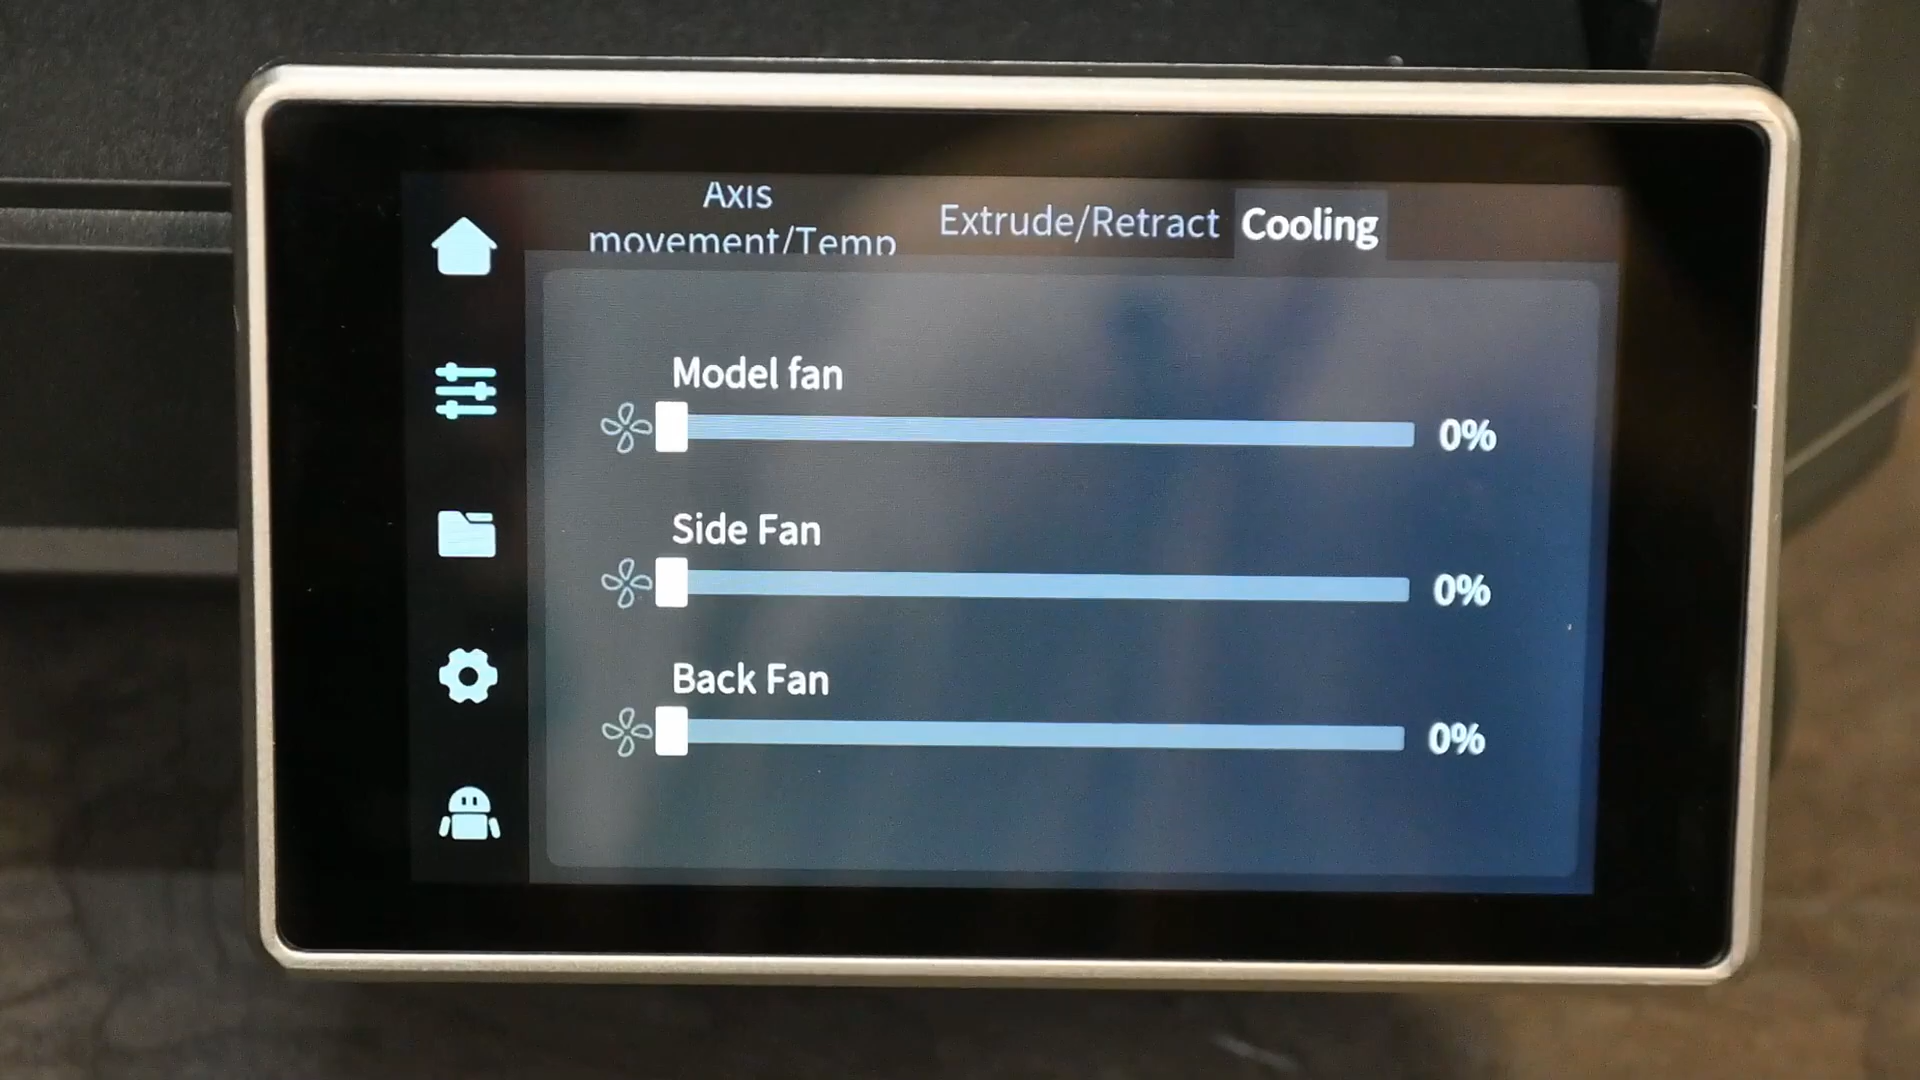 Axis
movement/Temp
Extrude/Retract
Cooling
Model fan
0%
Side Fan
0%
Back Fan
0%